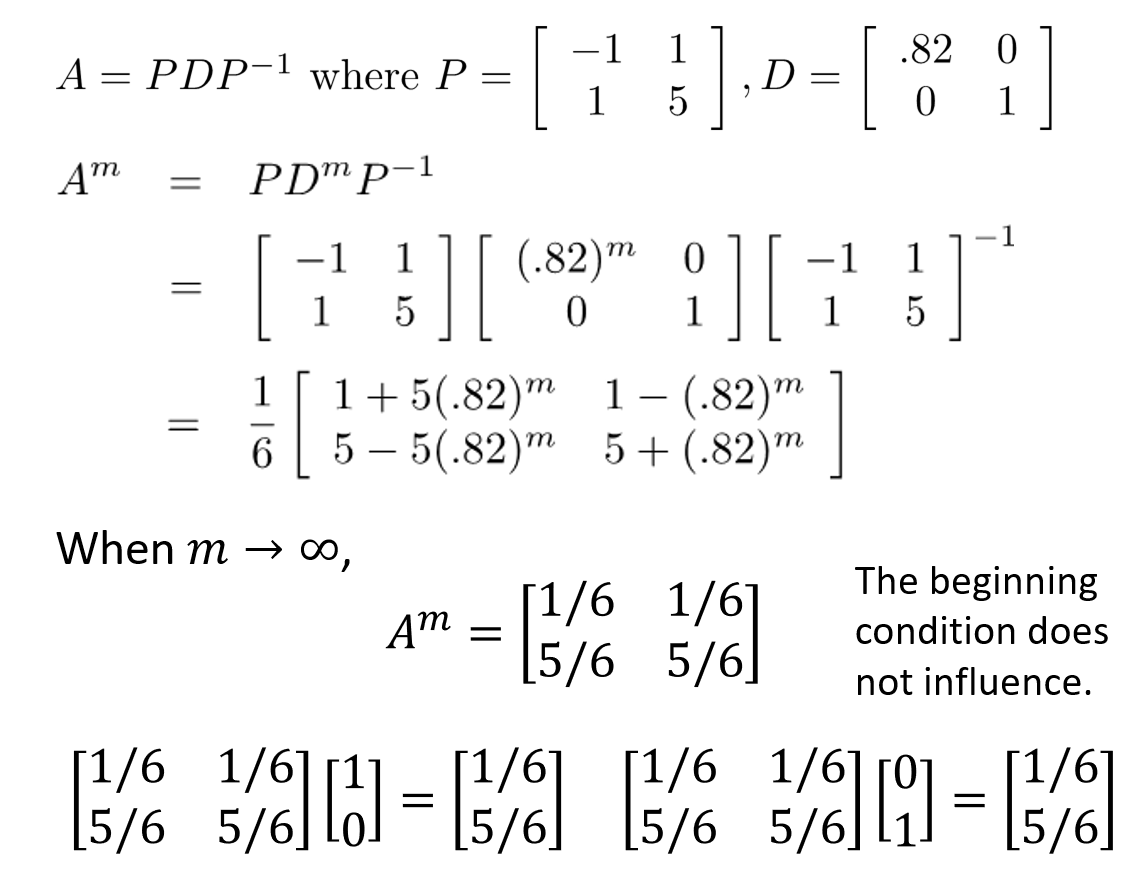 A = PDP⁻¹ where P = [ −1 1 ; 1 5 ], D = [ .82 0 ; 0 1 ]
Aᵐ = PDᵐP⁻¹
= [ −1 1 ; 1 5 ] [ (.82)ᵐ 0 ; 0 1 ] [ −1 1 ; 1 5 ]⁻¹
= 1/6 [ 1 + 5(.82)ᵐ 1 − (.82)ᵐ ; 5 − 5(.82)ᵐ 5 + (.82)ᵐ ]
When m → ∞,
Aᵐ = [ 1/6 1/6 ; 5/6 5/6 ]
The beginning
condition does
not influence.
[ 1/6 1/6 ; 5/6 5/6 ] [ 1 ; 0 ] = [ 1/6 ; 5/6 ] [ 1/6 1/6 ; 5/6 5/6 ] [ 0 ; 1 ] = [ 1/6 ; 5/6 ]